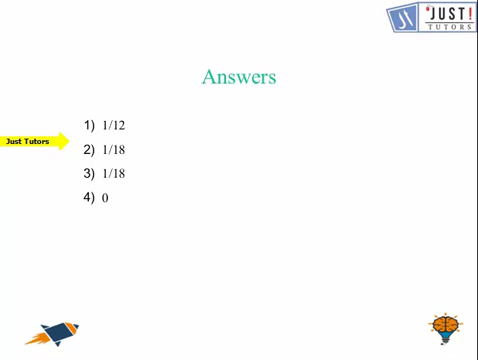 JUST!
TUTORS
Answers
1) 1/12
Just Tutors
2) 1/18
3) 1/18
4) 0